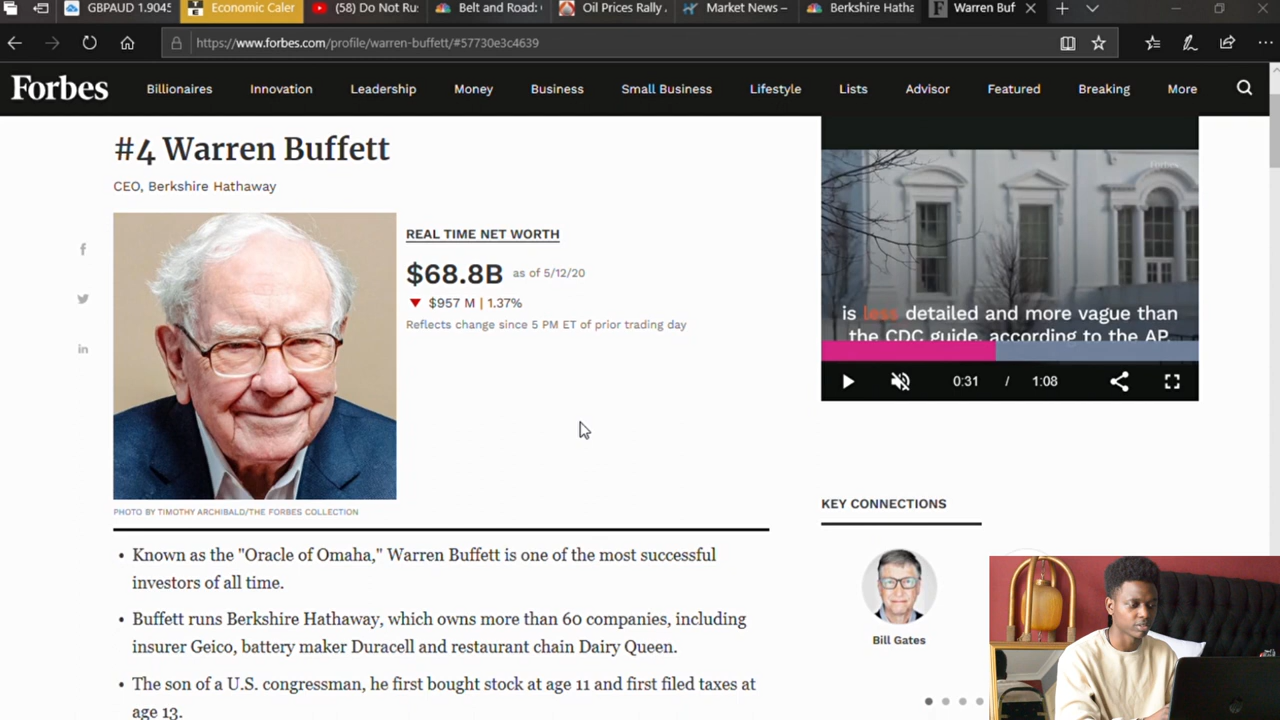 GBPAUD 1.9045
Economic Caler
(58) Do Not Ru
Belt and Road:
Oil Prices Rally
Market News –
Berkshire Hatha
Warren Buf
https://www.forbes.com/profile/warren-buffett/#57730e3c4639
Forbes
Billionaires
Innovation
Leadership
Money
Business
Small Business
Lifestyle
Lists
Advisor
Featured
Breaking
More
#4 Warren Buffett
CEO, Berkshire Hathaway
REAL TIME NET WORTH
$68.8B as of 5/12/20
$957 M | 1.37%
Reflects change since 5 PM ET of prior trading day
PHOTO BY TIMOTHY ARCHIBALD/THE FORBES COLLECTION
• Known as the "Oracle of Omaha," Warren Buffett is one of the most successful
investors of all time.
• Buffett runs Berkshire Hathaway, which owns more than 60 companies, including
insurer Geico, battery maker Duracell and restaurant chain Dairy Queen.
• The son of a U.S. congressman, he first bought stock at age 11 and first filed taxes at
age 13.
Forbes
is less detailed and more vague than
the CDC guide, according to the AP.
0:31 / 1:08
KEY CONNECTIONS
Bill Gates